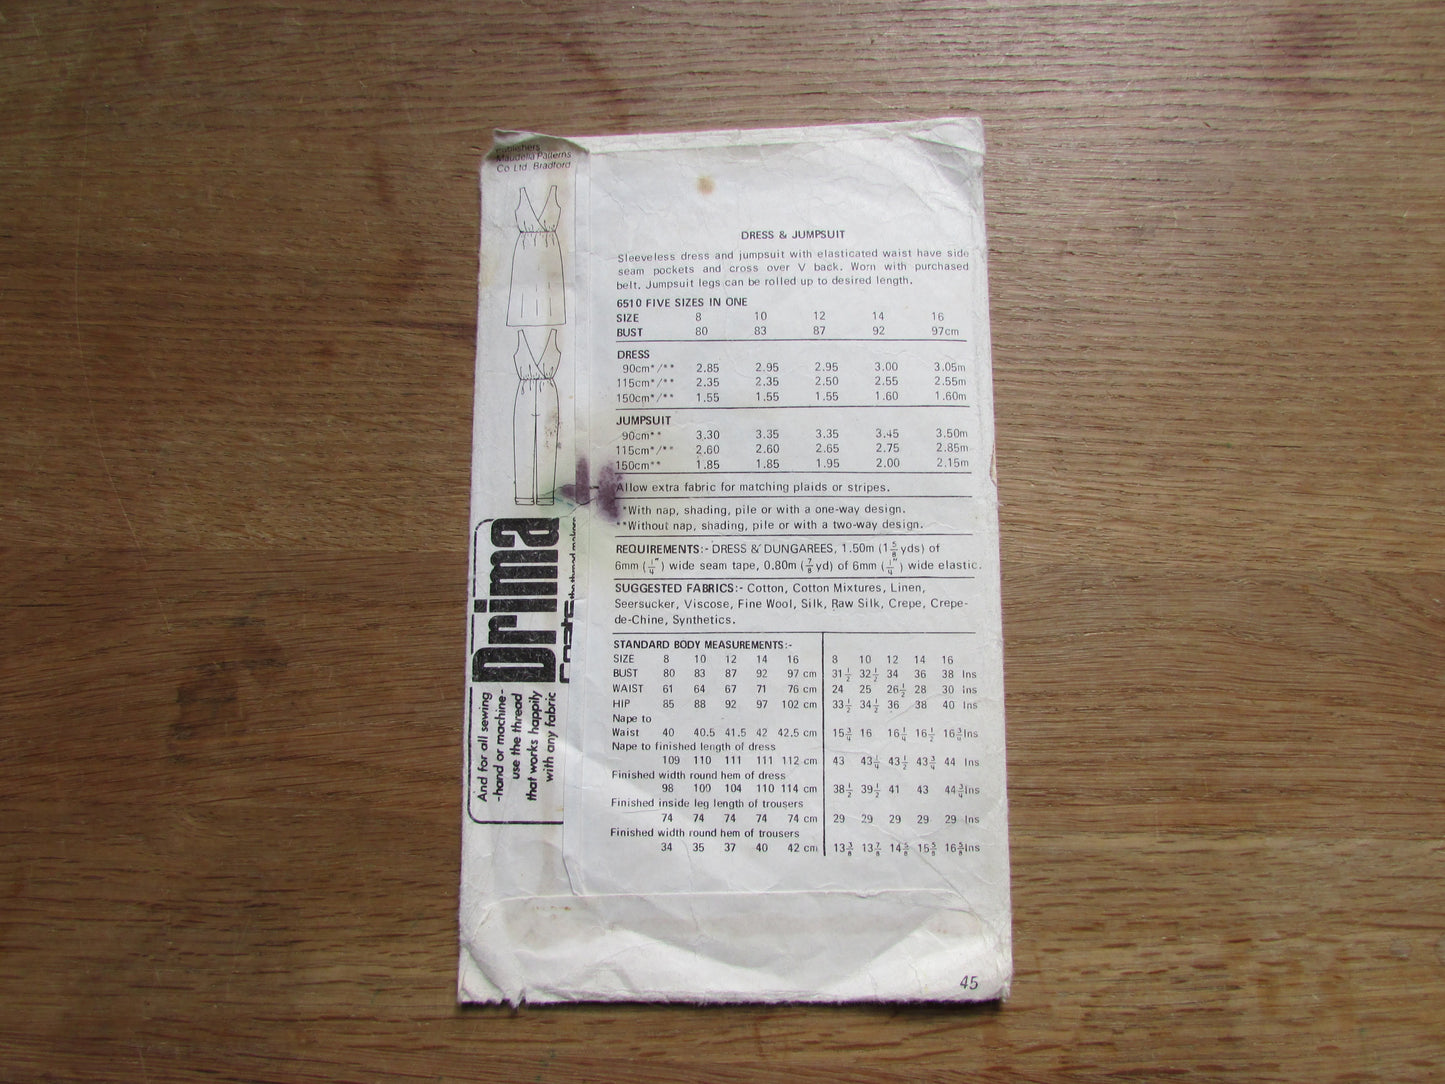 Publishers
Maudella Patterns
Co Ltd. Bradford
DRESS & JUMPSUIT
Sleeveless dress and jumpsuit with elasticated waist have side
seam pockets and cross over V back. Worn with purchased
belt. Jumpsuit legs can be rolled up to desired length.
6510 FIVE SIZES IN ONE
SIZE 8 10 12 14 16
BUST 80 83 87 92 97cm
DRESS
90cm*/** 2.85 2.95 2.95 3.00 3.05m
115cm*/** 2.35 2.35 2.50 2.55 2.55m
150cm*/** 1.55 1.55 1.55 1.60 1.60m
JUMPSUIT
90cm** 3.30 3.35 3.35 3.45 3.50m
115cm*/** 2.60 2.60 2.65 2.75 2.85m
150cm** 1.85 1.85 1.95 2.00 2.15m
Allow extra fabric for matching plaids or stripes.
*With nap, shading, pile or with a one-way design.
**Without nap, shading, pile or with a two-way design.
REQUIREMENTS:- DRESS & DUNGAREES, 1.50m (1 5/8 yds) of
6mm (1/4") wide seam tape, 0.80m (7/8 yd) of 6mm (1/4") wide elastic.
SUGGESTED FABRICS:- Cotton, Cotton Mixtures, Linen,
Seersucker, Viscose, Fine Wool, Silk, Raw Silk, Crepe, Crepe-
de-Chine, Synthetics.
STANDARD BODY MEASUREMENTS:-
SIZE 8 10 12 14 16 8 10 12 14 16
BUST 80 83 87 92 97 cm 31 1/2 32 1/2 34 36 38 Ins
WAIST 61 64 67 71 76 cm 24 25 26 1/2 28 30 Ins
HIP 85 88 92 97 102 cm 33 1/2 34 1/2 36 38 40 Ins
Nape to
Waist 40 40.5 41.5 42 42.5 cm 15 3/4 16 16 1/4 16 1/2 16 3/4 Ins
Nape to finished length of dress
109 110 111 111 112 cm 43 43 1/4 43 1/2 43 3/4 44 Ins
Finished width round hem of dress
98 100 104 110 114 cm 38 1/2 39 1/2 41 43 44 3/4 Ins
Finished inside leg length of trousers
74 74 74 74 74 cm 29 29 29 29 29 Ins
Finished width round hem of trousers
34 35 37 40 42 cm 13 3/8 13 7/8 14 5/8 15 5/8 16 5/8 Ins
Drima
And for all sewing
-hand or machine-
use the thread
that works happily
with any fabric
45